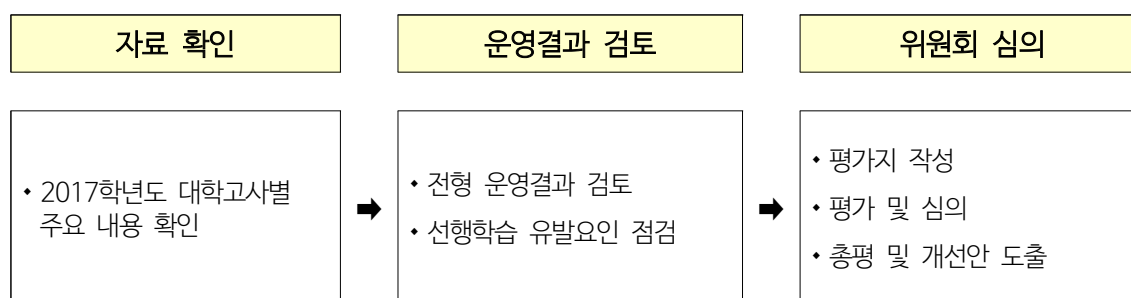 자료 확인
운영결과 검토
위원회 심의
• 2017학년도 대학고사별
주요 내용 확인
➡
• 전형 운영결과 검토
• 선행학습 유발요인 점검
➡
• 평가지 작성
• 평가 및 심의
• 총평 및 개선안 도출